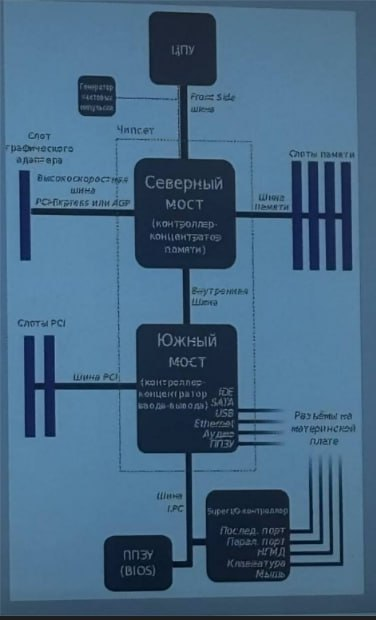 ЦПУ
Генератор
тактовых
импульсов
Front Side
шина
Чипсет
Слот
графического
адаптера
Слоты памяти
Высокоскоростная
шина
PCI-Express или AGP
Северный
мост
(контроллер-
концентратор
памяти)
Шина
памяти
Внутренняя
Шина
Слоты PCI
Южный
мост
(контроллер-
концентратор
ввода-вывода)
Шина PCI
IDE
SATA
USB
Ethernet
Аудио
ППЗУ
Разъёмы на
материнской
плате
Шина
LPC
Super I/O контроллер
Послед. порт
Парал. порт
НГМД
Клавиатура
Мышь
ППЗУ
(BIOS)